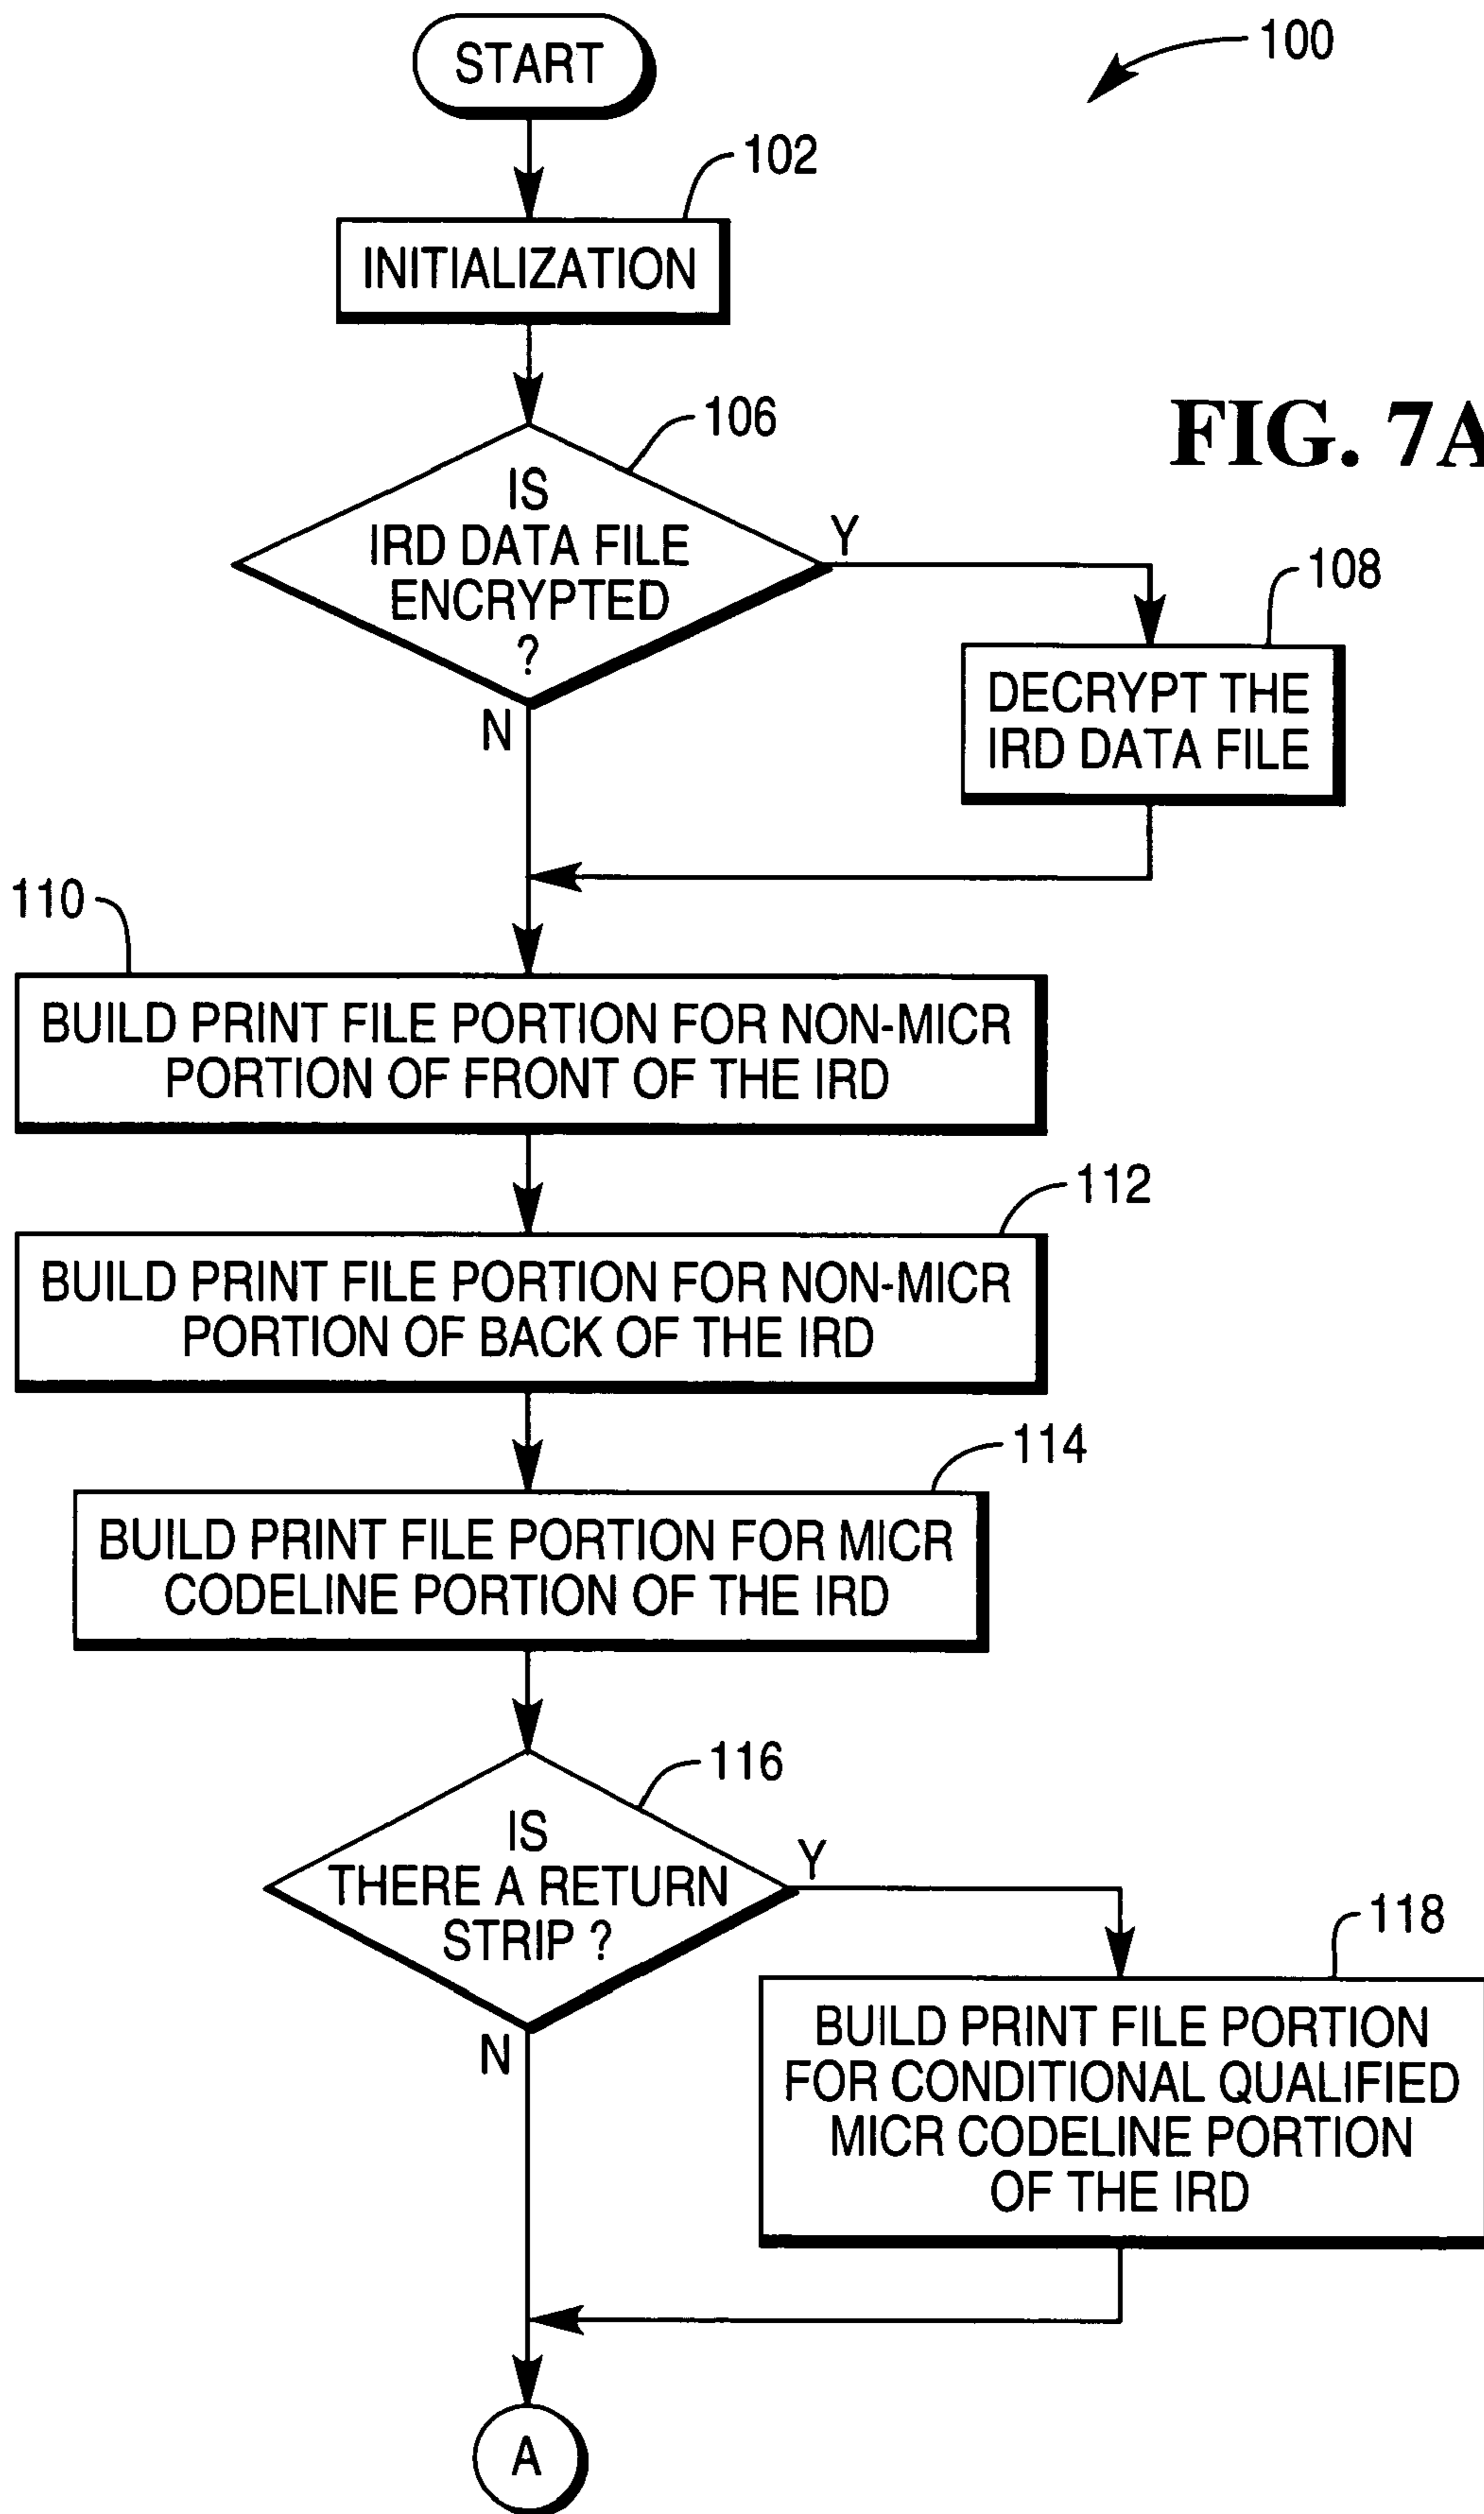 START
100
102
INITIALIZATION
106
FIG. 7A
IS
IRD DATA FILE
ENCRYPTED
?
Y
N
108
DECRYPT THE
IRD DATA FILE
110
BUILD PRINT FILE PORTION FOR NON-MICR
PORTION OF FRONT OF THE IRD
112
BUILD PRINT FILE PORTION FOR NON-MICR
PORTION OF BACK OF THE IRD
114
BUILD PRINT FILE PORTION FOR MICR
CODELINE PORTION OF THE IRD
116
IS
THERE A RETURN
STRIP ?
Y
N
118
BUILD PRINT FILE PORTION
FOR CONDITIONAL QUALIFIED
MICR CODELINE PORTION
OF THE IRD
A